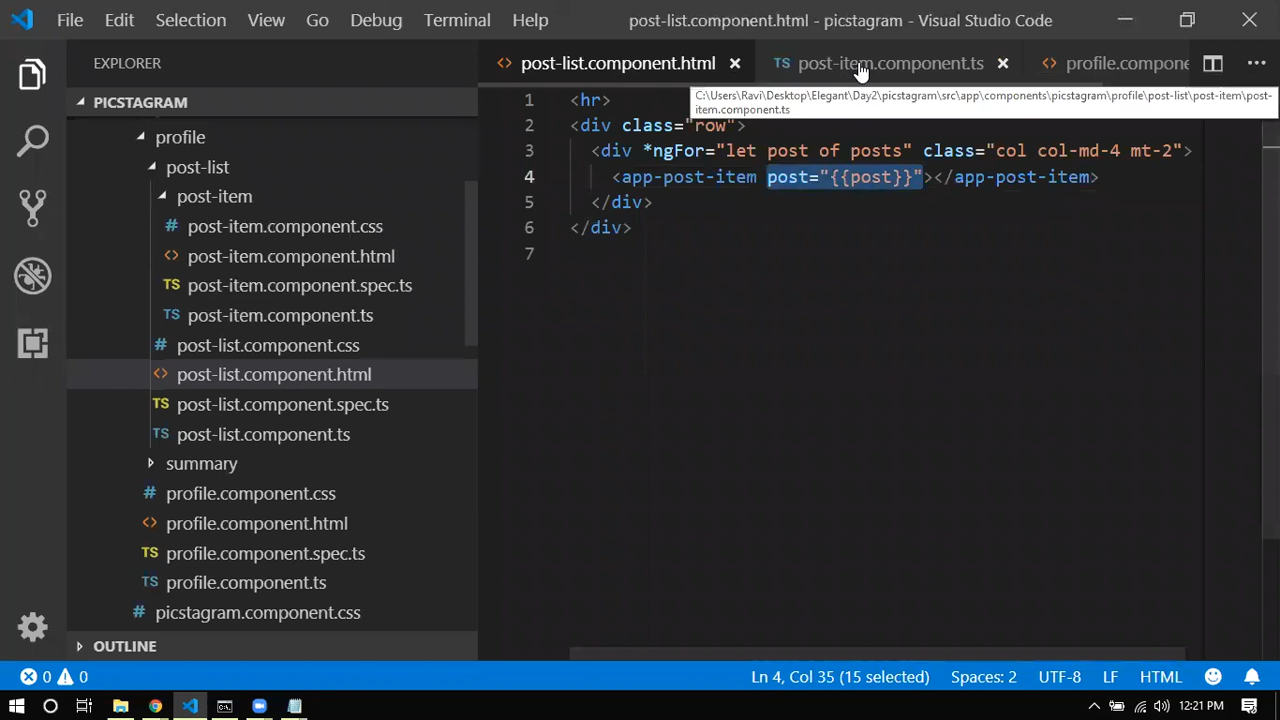 File Edit Selection View Go Debug Terminal Help post-list.component.html - picstagram - Visual Studio Code
EXPLORER
post-list.component.html
TS post-item.component.ts
<> profile.compone
C:\Users\Ravi\Desktop\Elegant\Day2\picstagram\src\app\components\picstagram\profile\post-list\post-item\post-
item.component.ts
PICSTAGRAM
profile
post-list
post-item
# post-item.component.css
<> post-item.component.html
TS post-item.component.spec.ts
TS post-item.component.ts
# post-list.component.css
<> post-list.component.html
TS post-list.component.spec.ts
TS post-list.component.ts
summary
# profile.component.css
<> profile.component.html
TS profile.component.spec.ts
TS profile.component.ts
# picstagram.component.css
OUTLINE
1 <hr>
2 <div class="row">
3 <div *ngFor="let post of posts" class="col col-md-4 mt-2">
4 <app-post-item post="{{post}}"></app-post-item>
5 </div>
6 </div>
7
0 0 Ln 4, Col 35 (15 selected) Spaces: 2 UTF-8 LF HTML
12:21 PM